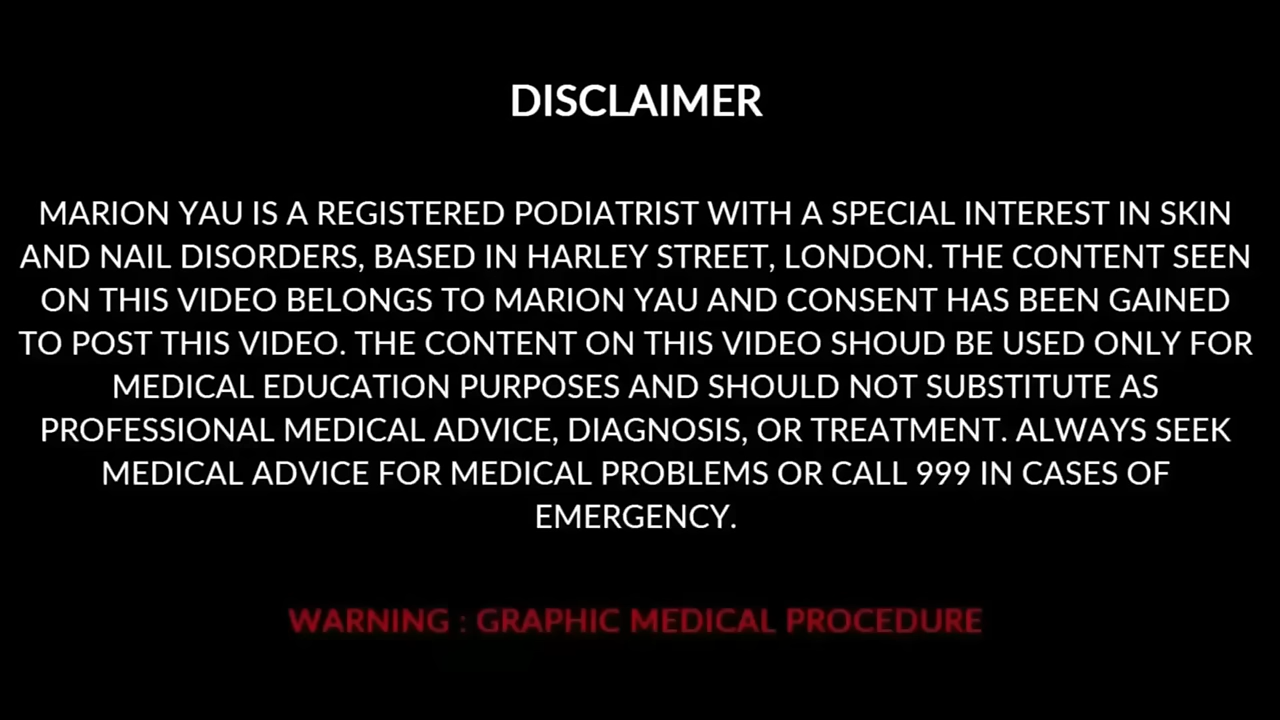 DISCLAIMER
MARION YAU IS A REGISTERED PODIATRIST WITH A SPECIAL INTEREST IN SKIN
AND NAIL DISORDERS, BASED IN HARLEY STREET, LONDON. THE CONTENT SEEN
ON THIS VIDEO BELONGS TO MARION YAU AND CONSENT HAS BEEN GAINED
TO POST THIS VIDEO. THE CONTENT ON THIS VIDEO SHOUD BE USED ONLY FOR
MEDICAL EDUCATION PURPOSES AND SHOULD NOT SUBSTITUTE AS
PROFESSIONAL MEDICAL ADVICE, DIAGNOSIS, OR TREATMENT. ALWAYS SEEK
MEDICAL ADVICE FOR MEDICAL PROBLEMS OR CALL 999 IN CASES OF
EMERGENCY.
WARNING : GRAPHIC MEDICAL PROCEDURE